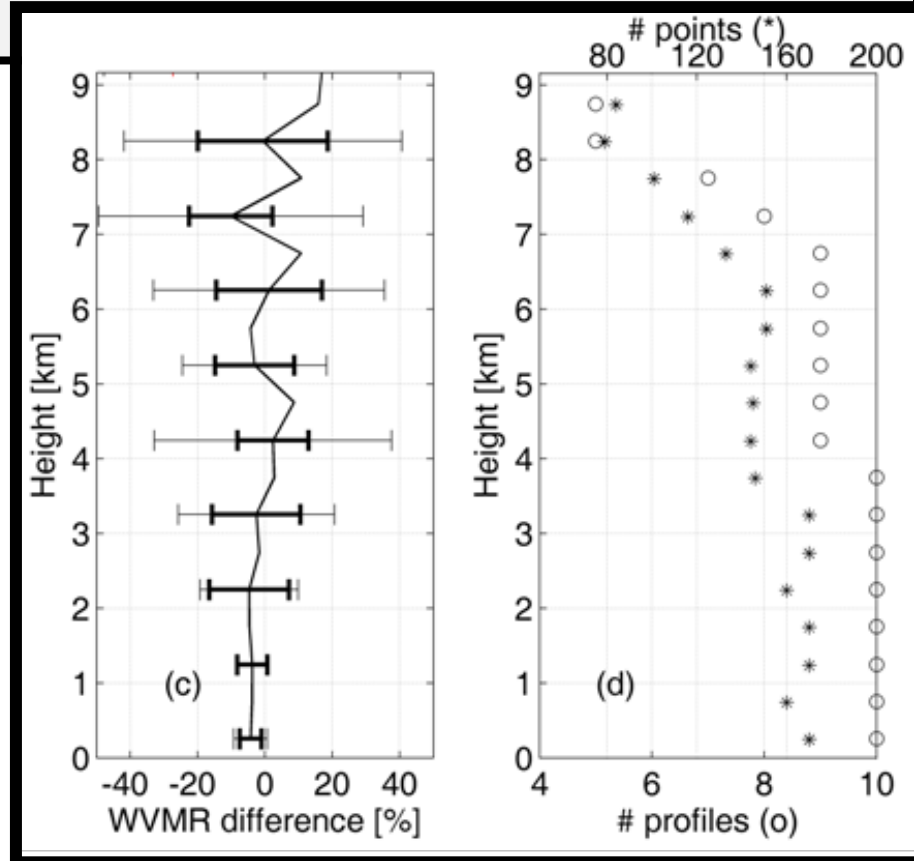 9
8
7
6
5
4
3
2
1
0
Height [km]
(c)
-40 -20 0 20 40
WVMR difference [%]
# points (*)
80 120 160 200
9
8
7
6
5
4
3
2
1
0
Height [km]
(d)
4 6 8 10
# profiles (o)